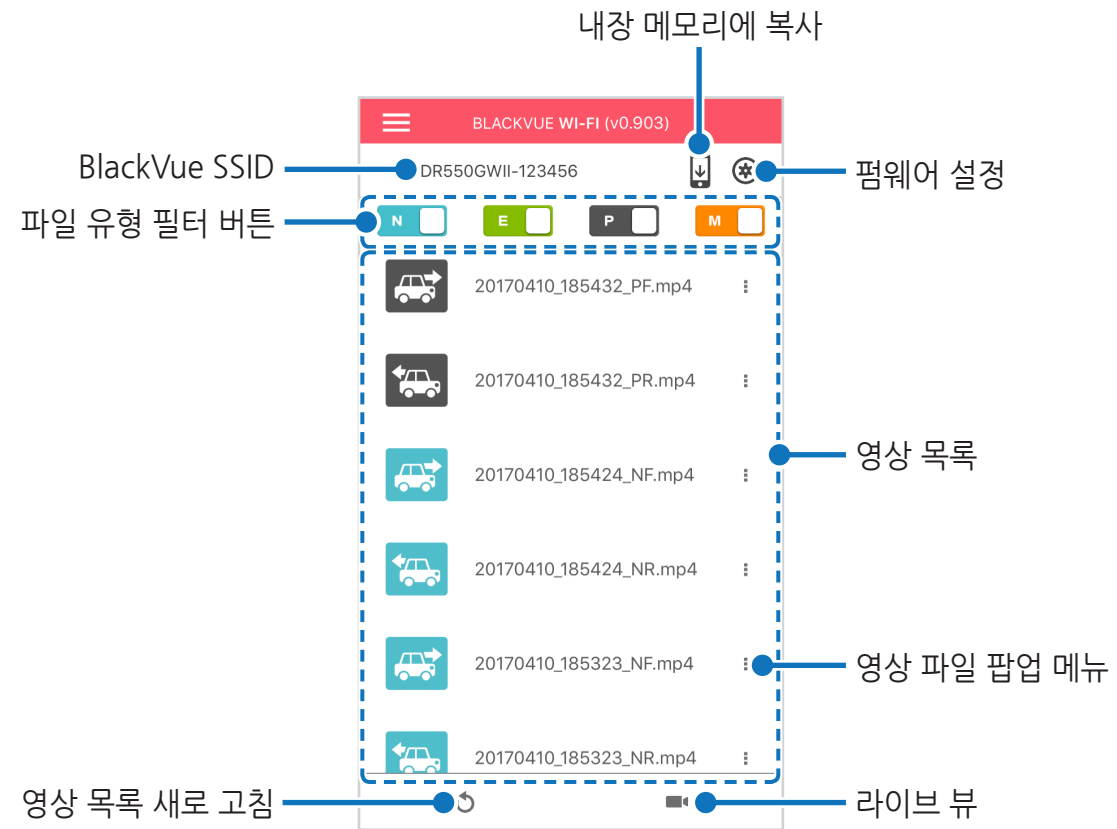 내장 메모리에 복사
BLACKVUE WI-FI (v0.903)
BlackVue SSID
DR550GWII-123456
펌웨어 설정
파일 유형 필터 버튼
N E P M
20170410_185432_PF.mp4
20170410_185432_PR.mp4
영상 목록
20170410_185424_NF.mp4
20170410_185424_NR.mp4
20170410_185323_NF.mp4
영상 파일 팝업 메뉴
20170410_185323_NR.mp4
영상 목록 새로 고침
라이브 뷰